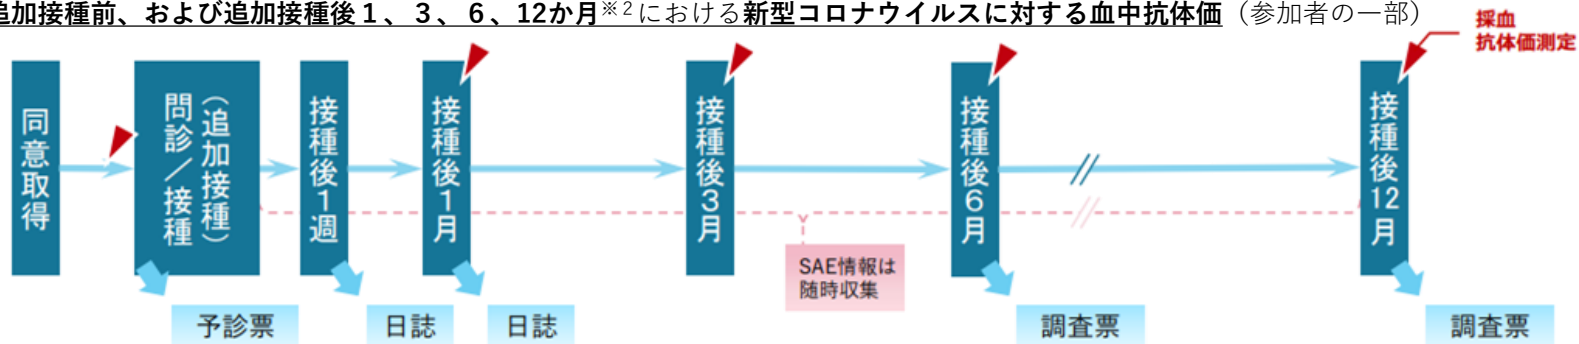 追加接種前、および追加接種後１、３、６、12か月※２における新型コロナウイルスに対する血中抗体価（参加者の一部）
採血
抗体価測定
同意取得
（追加接種）
問診／接種
接種後１週
接種後１月
接種後３月
接種後６月
接種後12月
SAE情報は
随時収集
予診票
日誌
日誌
調査票
調査票